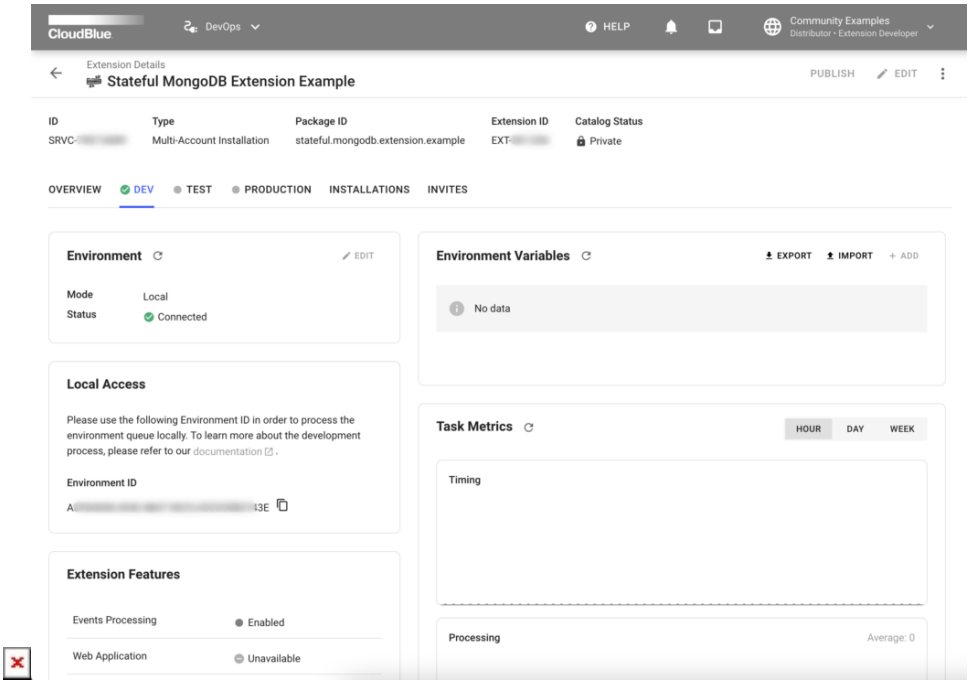 CloudBlue
DevOps
HELP
Community Examples
Distributor • Extension Developer
Extension Details
Stateful MongoDB Extension Example
PUBLISH
EDIT
ID
Type
Package ID
Extension ID
Catalog Status
SRVC-
Multi-Account Installation
stateful.mongodb.extension.example
EXT-
Private
OVERVIEW
DEV
TEST
PRODUCTION
INSTALLATIONS
INVITES
Environment
EDIT
Mode
Local
Status
Connected
Local Access
Please use the following Environment ID in order to process the
environment queue locally. To learn more about the development
process, please refer to our documentation .
Environment ID
Extension Features
Events Processing
Enabled
Web Application
Unavailable
Environment Variables
EXPORT
IMPORT
+ ADD
No data
Task Metrics
HOUR
DAY
WEEK
Timing
Processing
Average: 0